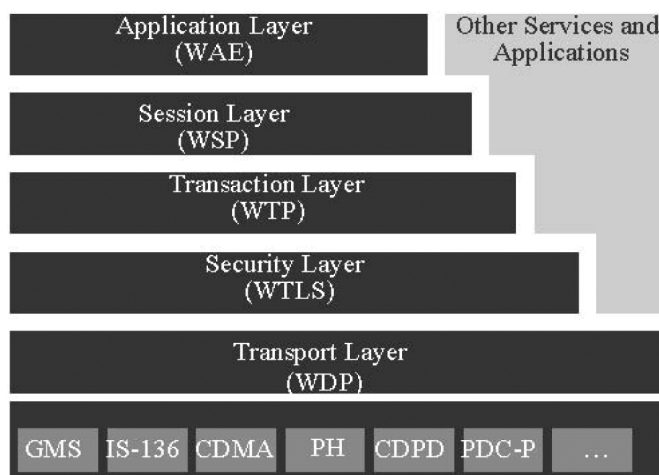 Application Layer
(WAE)
Other Services and
Applications
Session Layer
(WSP)
Transaction Layer
(WTP)
Security Layer
(WTLS)
Transport Layer
(WDP)
GMS IS-136 CDMA PH CDPD PDC-P …